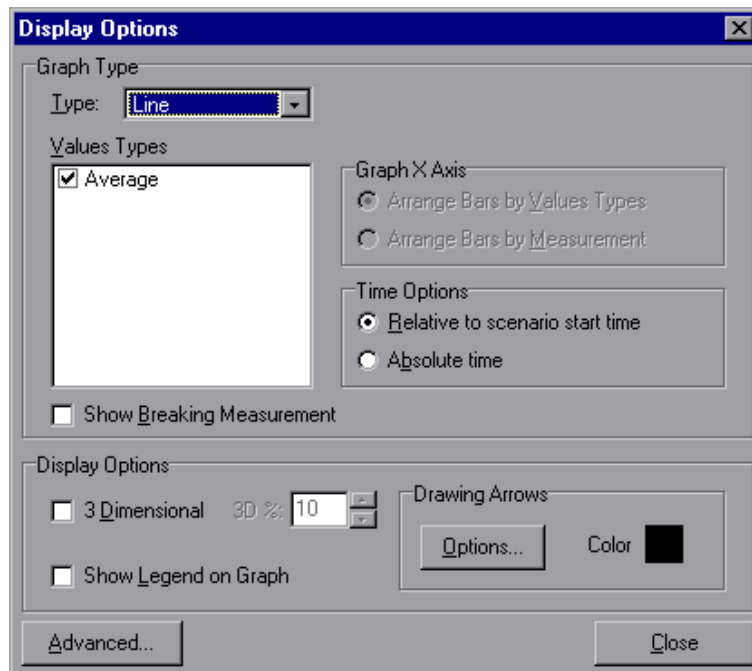 Display Options
Graph Type
Type: Line
Values Types
Average
Graph X Axis
Arrange Bars by Values Types
Arrange Bars by Measurement
Time Options
Relative to scenario start time
Absolute time
Show Breaking Measurement
Display Options
3 Dimensional 3D %: 10
Drawing Arrows
Options... Color
Show Legend on Graph
Advanced... Close